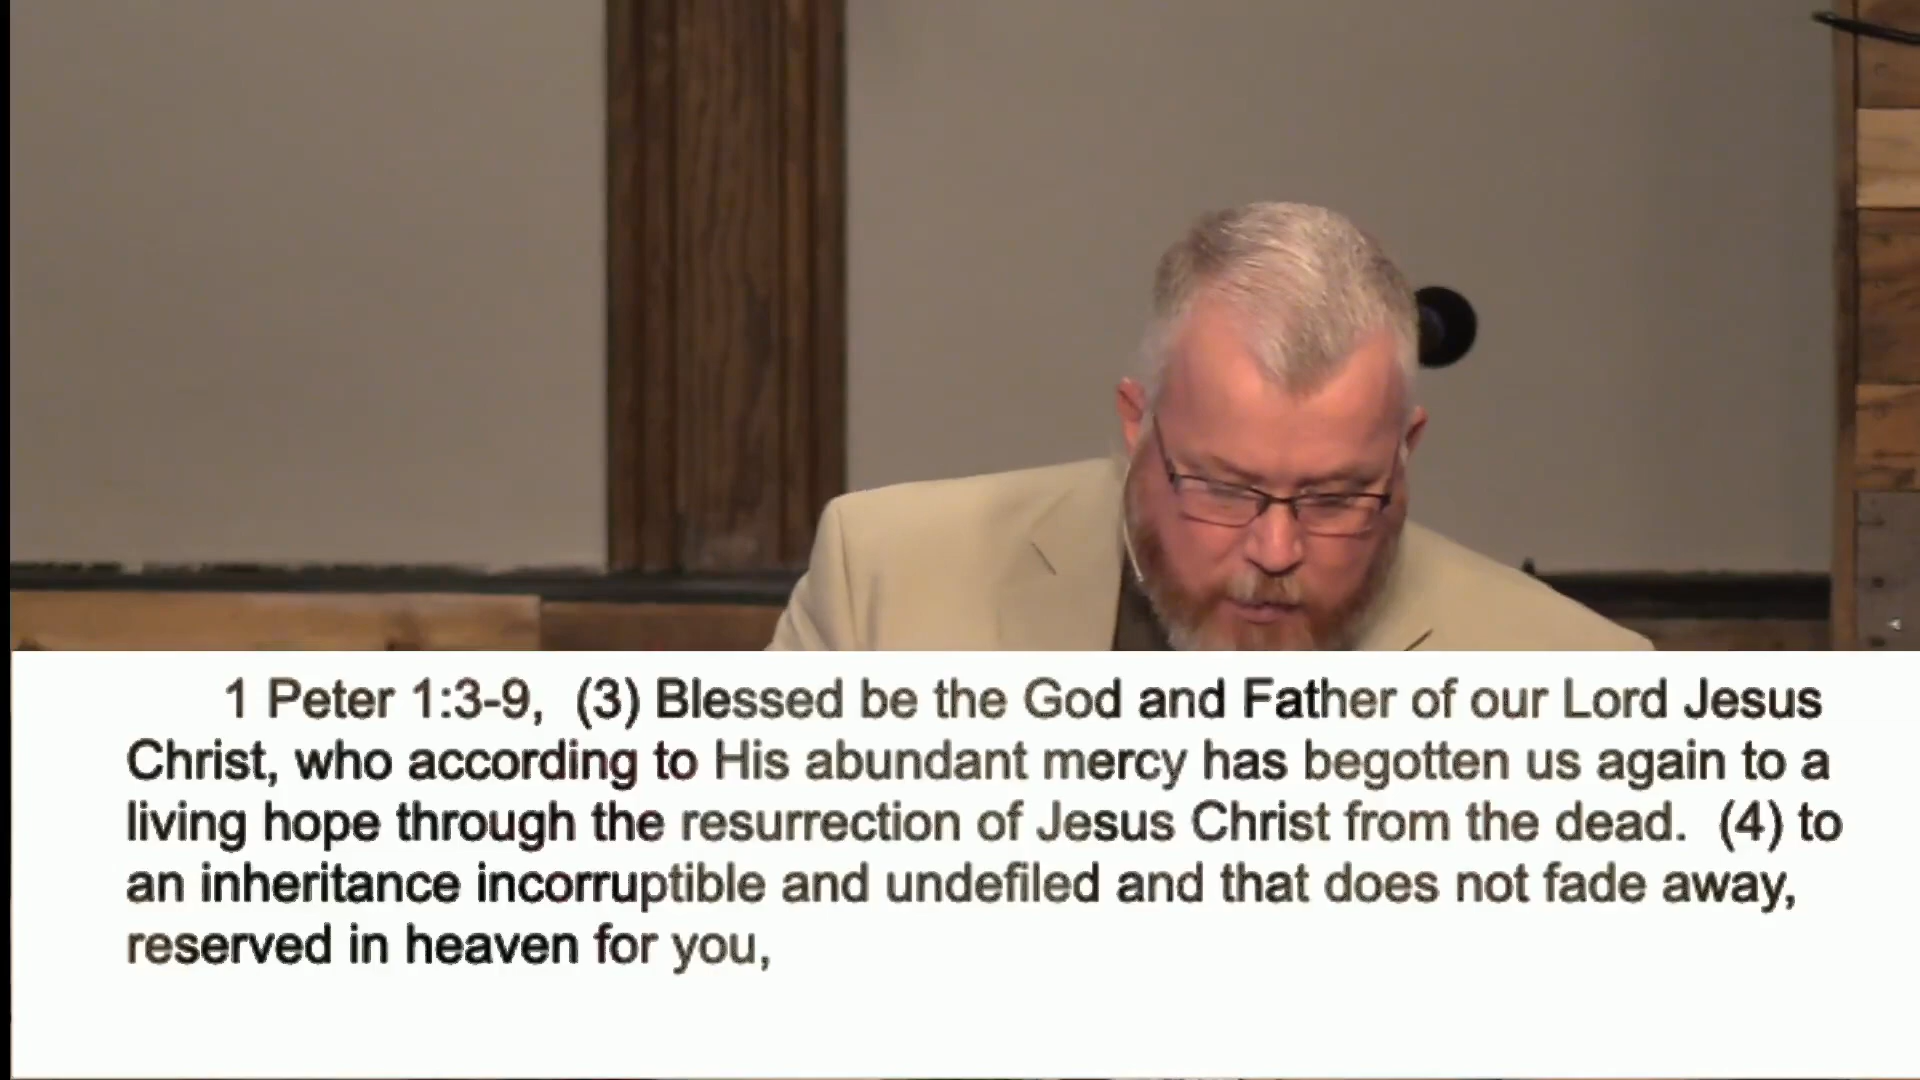 1 Peter 1:3-9, (3) Blessed be the God and Father of our Lord Jesus
Christ, who according to His abundant mercy has begotten us again to a
living hope through the resurrection of Jesus Christ from the dead. (4) to
an inheritance incorruptible and undefiled and that does not fade away,
reserved in heaven for you,